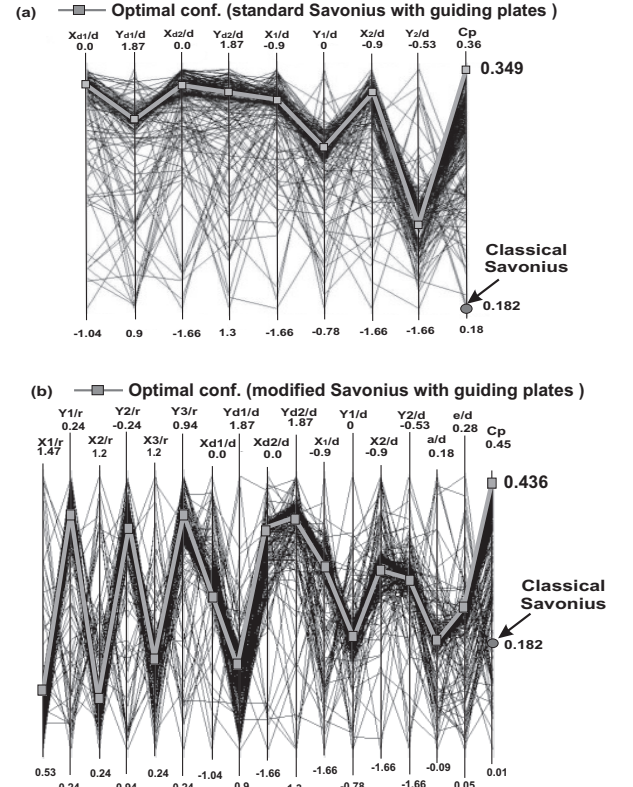 (a) Optimal conf. (standard Savonius with guiding plates )
Xd1/d Yd1/d Xd2/d Yd2/d X1/d Y1/d X2/d Y2/d Cp
0.0 1.87 0.0 1.87 -0.9 0 -0.9 -0.53 0.36
0.349
Classical
Savonius
0.182
-1.04 0.9 -1.66 1.3 -1.66 -0.78 -1.66 -1.66 0.18
(b) Optimal conf. (modified Savonius with guiding plates )
Y1/r Y2/r Y3/r Yd1/d Yd2/d Y1/d Y2/d e/d
0.24 -0.24 0.94 1.87 1.87 0 -0.53 0.28
Cp
0.45
X1/r X2/r X3/r Xd1/d Xd2/d X1/d X2/d a/d
1.47 1.2 1.2 0.0 0.0 -0.9 -0.9 0.18
0.436
Classical
Savonius
0.182
0.53 0.24 0.24 -1.04 -1.66 -1.66 -1.66 -0.09 0.01